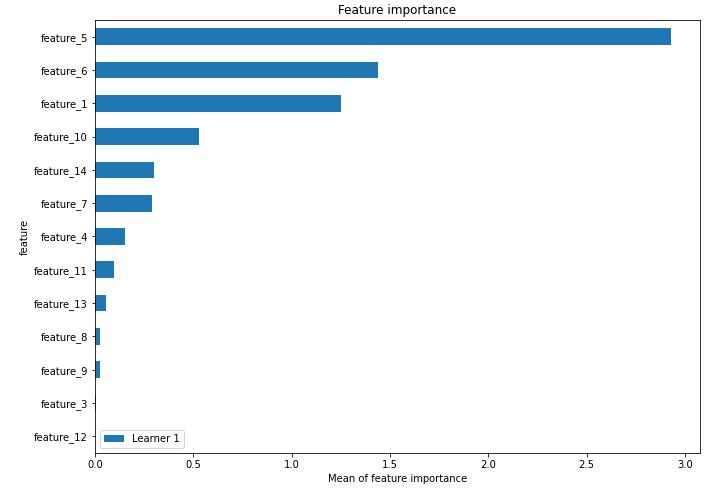 Feature importance
feature_5
feature_6
feature_1
feature_10
feature_14
feature_7
feature_4
feature_11
feature_13
feature_8
feature_9
feature_3
feature_12
feature
Learner 1
0.0 0.5 1.0 1.5 2.0 2.5 3.0
Mean of feature importance